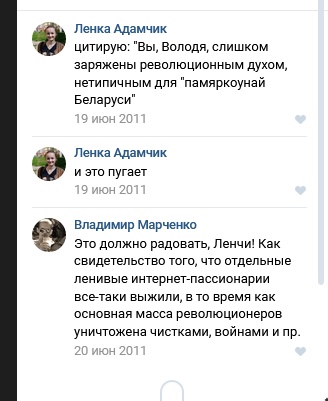 Ленка Адамчик
цитирую: "Вы, Володя, слишком
заряжены революционным духом,
нетипичным для "памяркоунай
Беларуси"
19 июн 2011
Ленка Адамчик
и это пугает
19 июн 2011
Владимир Марченко
Это должно радовать, Ленчи! Как
свидетельство того, что отдельные
ленивые интернет-пассионарии
все-таки выжили, в то время как
основная масса революционеров
уничтожена чистками, войнами и пр.
20 июн 2011